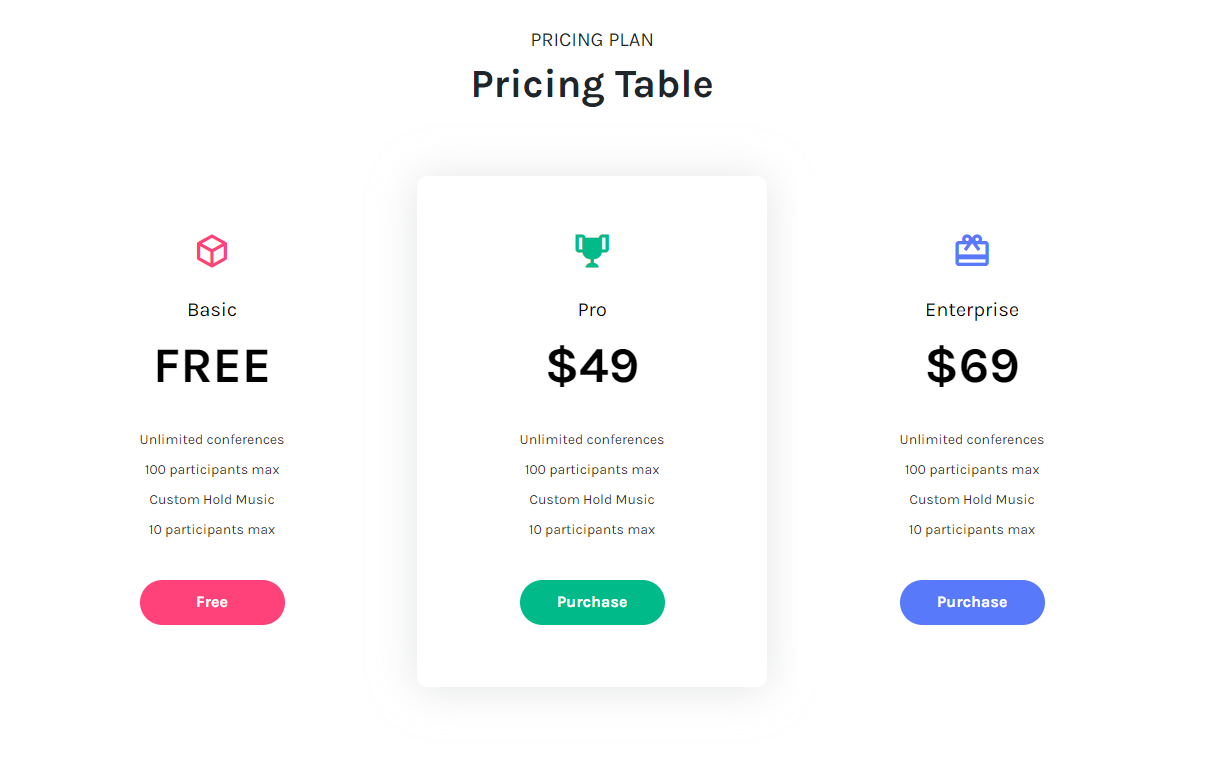 PRICING PLAN
Pricing Table
Basic
FREE
Unlimited conferences
100 participants max
Custom Hold Music
10 participants max
Free
Pro
$49
Unlimited conferences
100 participants max
Custom Hold Music
10 participants max
Purchase
Enterprise
$69
Unlimited conferences
100 participants max
Custom Hold Music
10 participants max
Purchase